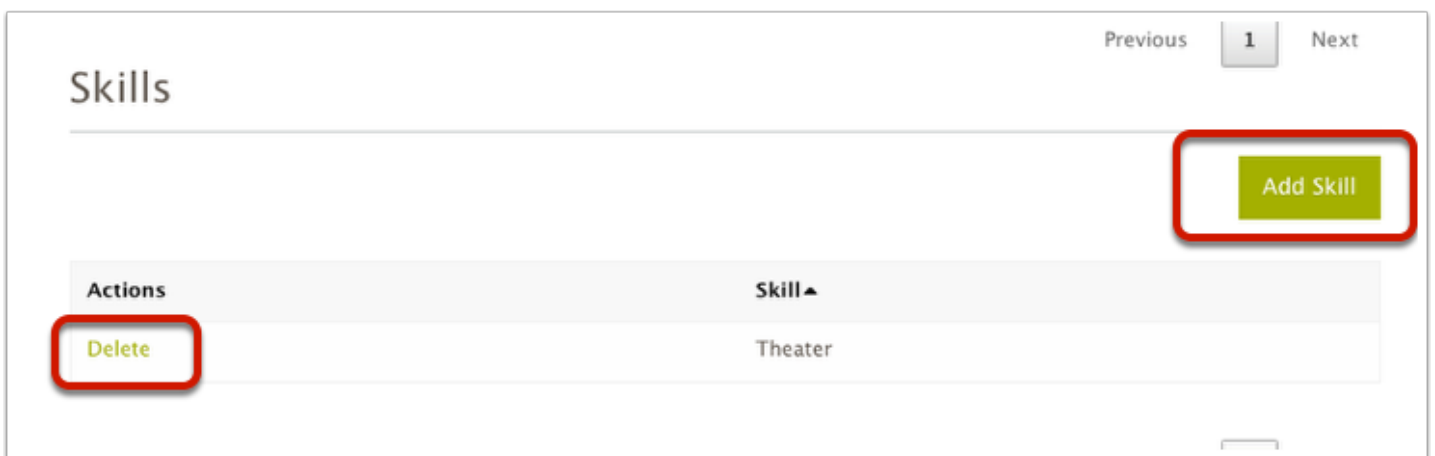 Previous 1 Next
Skills
Add Skill
Actions Skill
Delete Theater